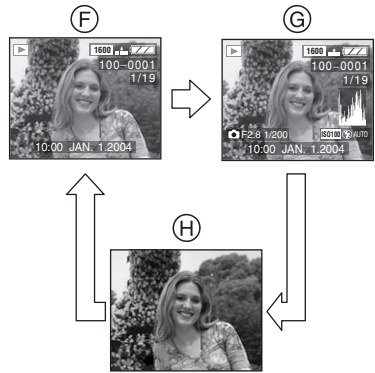 F
1600
100-0001
1/19
10:00 JAN. 1.2004
G
1600
100-0001
1/19
F2.8 1/200
ISO100 AUTO
10:00 JAN. 1.2004
H